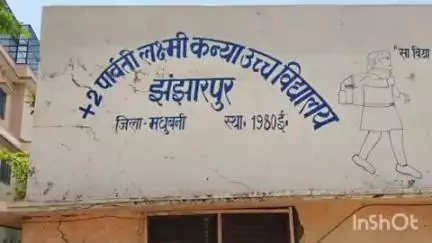 +2 पार्वती लक्ष्मी कन्या उच्च विद्यालय
झंझारपुर
जिला-मधुबनी स्था. 1980ई.
"सा विद्या
InShOt